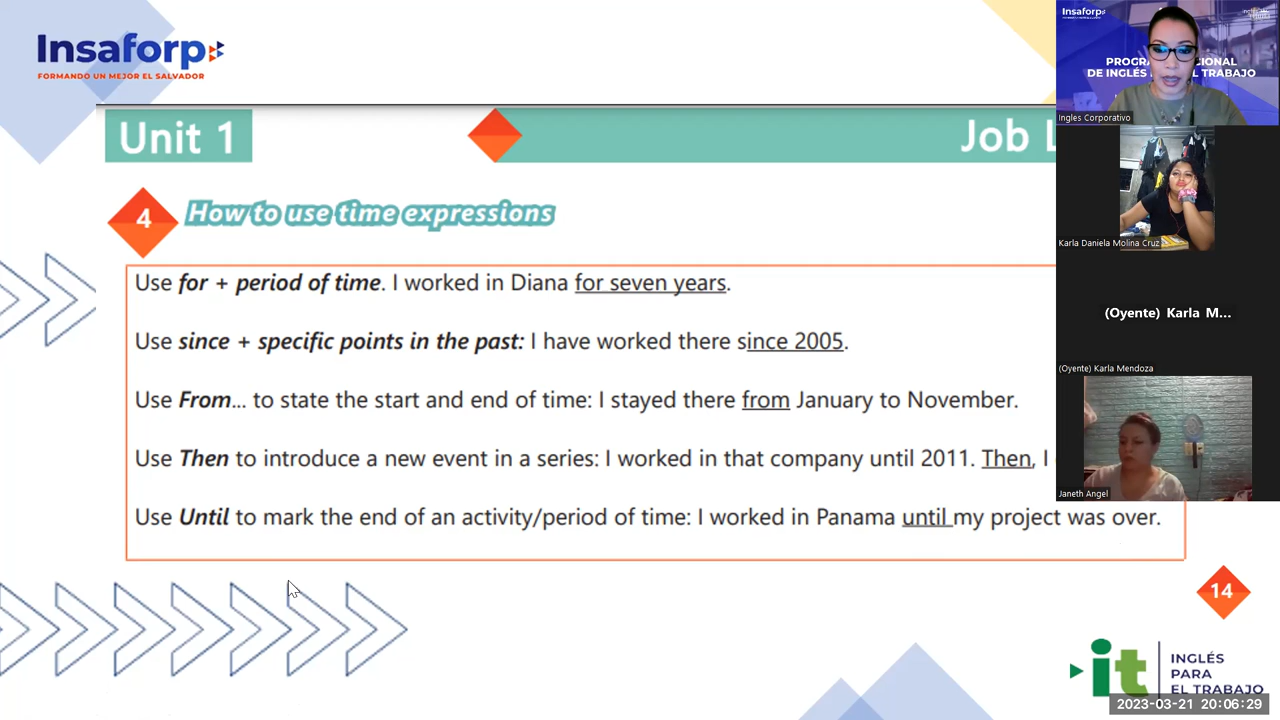 Insaforp
FORMANDO UN MEJOR EL SALVADOR
Unit 1
Job L
4
How to use time expressions
Use for + period of time. I worked in Diana for seven years.
Use since + specific points in the past: I have worked there since 2005.
Use From... to state the start and end of time: I stayed there from January to November.
Use Then to introduce a new event in a series: I worked in that company until 2011. Then, I
Use Until to mark the end of an activity/period of time: I worked in Panama until my project was over.
14
it
INGLÉS
PARA
EL TRABAJO
2023-03-21 20:06:29
Insaforp
DE INGLÉS
TRABAJO
Ingles Corporativo
Karla Daniela Molina Cruz
(Oyente) Karla M...
(Oyente) Karla Mendoza
Janeth Angel